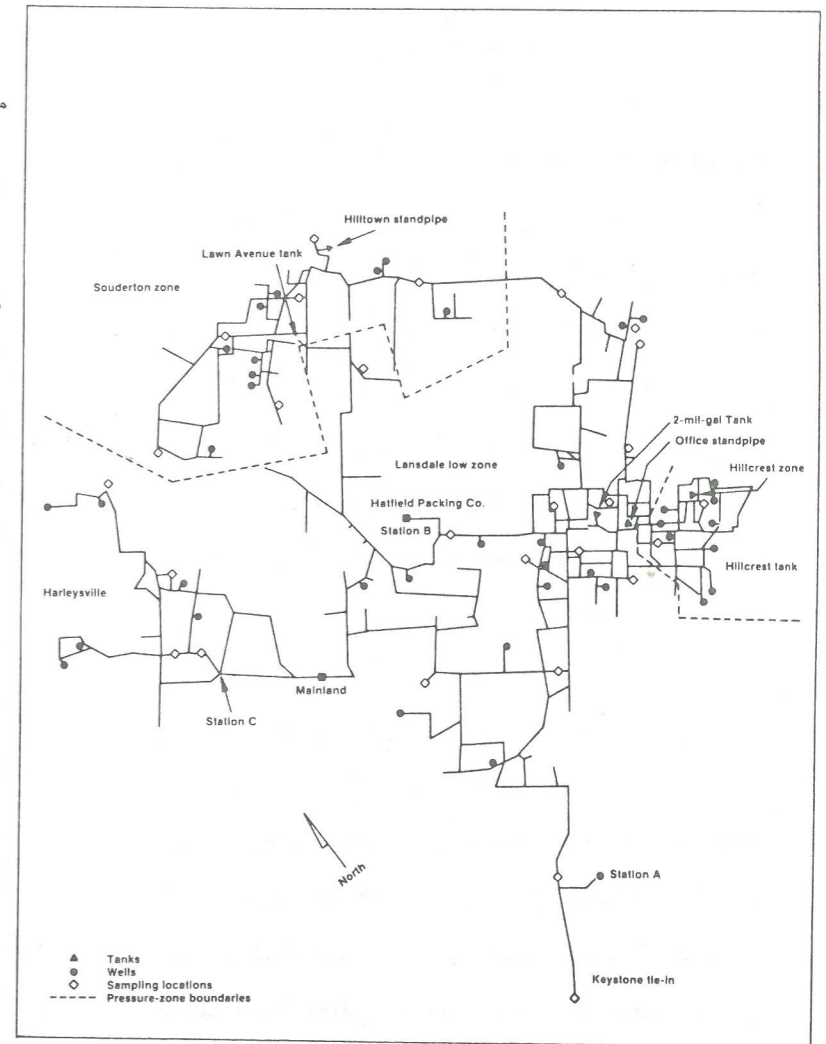 Hilltown standpipe
Lawn Avenue tank
Souderton zone
2-mil-gal Tank
Office standpipe
Lansdale low zone
Hillcrest zone
Hatfield Packing Co.
Station B
Hillcrest tank
Harleysville
Mainland
Station C
North
Station A
Keystone tie-in
Tanks
Wells
Sampling locations
Pressure-zone boundaries